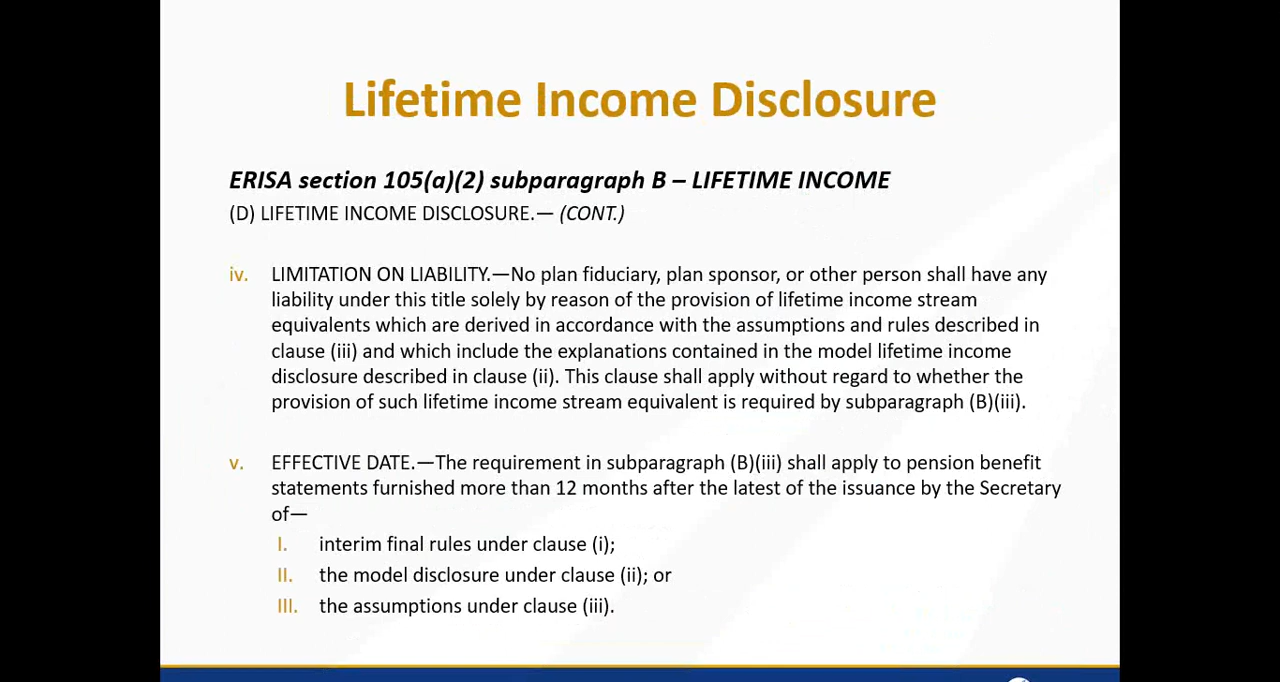 Lifetime Income Disclosure
ERISA section 105(a)(2) subparagraph B – LIFETIME INCOME
(D) LIFETIME INCOME DISCLOSURE.— (CONT.)
iv. LIMITATION ON LIABILITY.—No plan fiduciary, plan sponsor, or other person shall have any
liability under this title solely by reason of the provision of lifetime income stream
equivalents which are derived in accordance with the assumptions and rules described in
clause (iii) and which include the explanations contained in the model lifetime income
disclosure described in clause (ii). This clause shall apply without regard to whether the
provision of such lifetime income stream equivalent is required by subparagraph (B)(iii).
v. EFFECTIVE DATE.—The requirement in subparagraph (B)(iii) shall apply to pension benefit
statements furnished more than 12 months after the latest of the issuance by the Secretary
of—
I. interim final rules under clause (i);
II. the model disclosure under clause (ii); or
III. the assumptions under clause (iii).